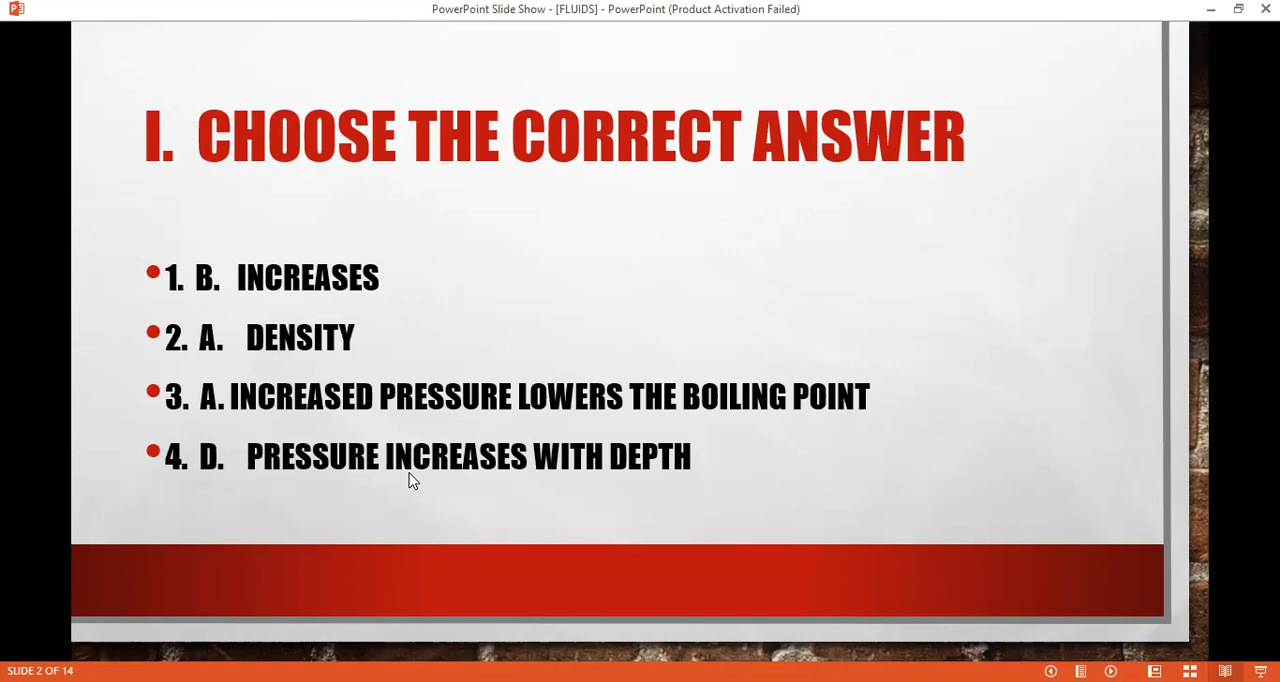 PowerPoint Slide Show - [FLUIDS] - PowerPoint (Product Activation Failed)
I. CHOOSE THE CORRECT ANSWER
• 1. B. INCREASES
• 2. A. DENSITY
• 3. A. INCREASED PRESSURE LOWERS THE BOILING POINT
• 4. D. PRESSURE INCREASES WITH DEPTH
SLIDE 2 OF 14